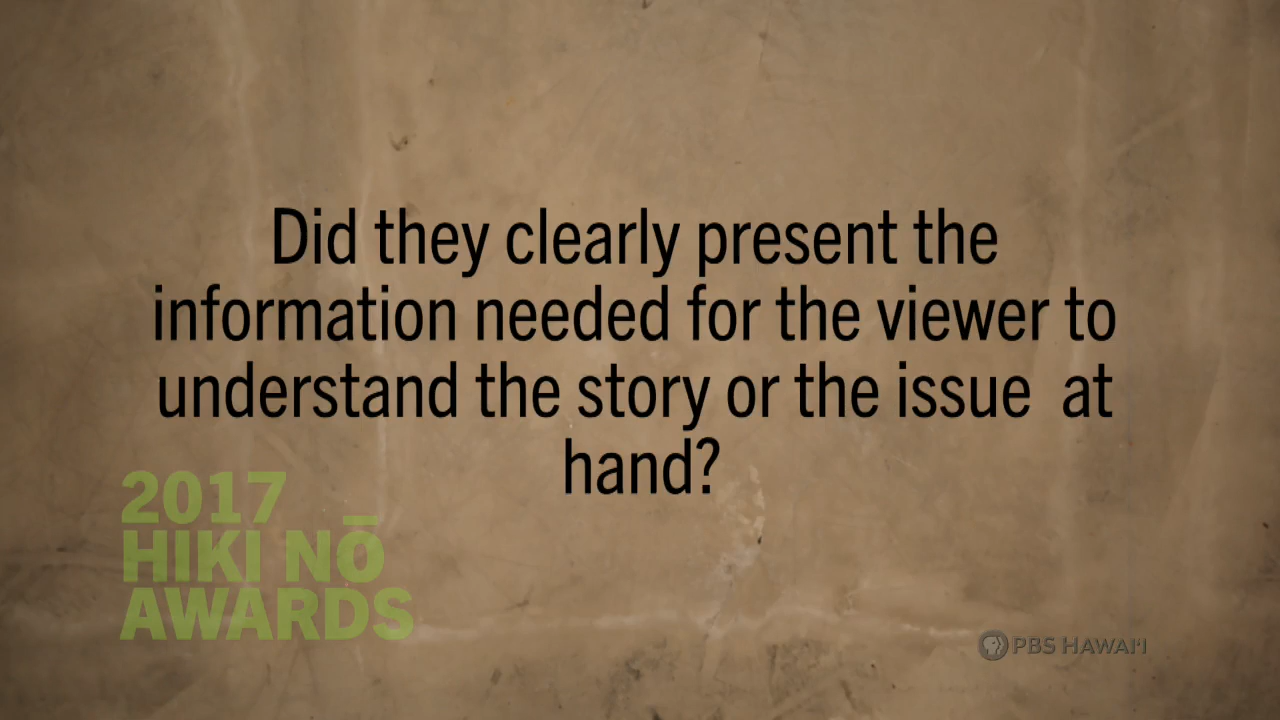 Did they clearly present the
information needed for the viewer to
understand the story or the issue  at
hand?
2017
HIKI NŌ
AWARDS
PBS HAWAI'I